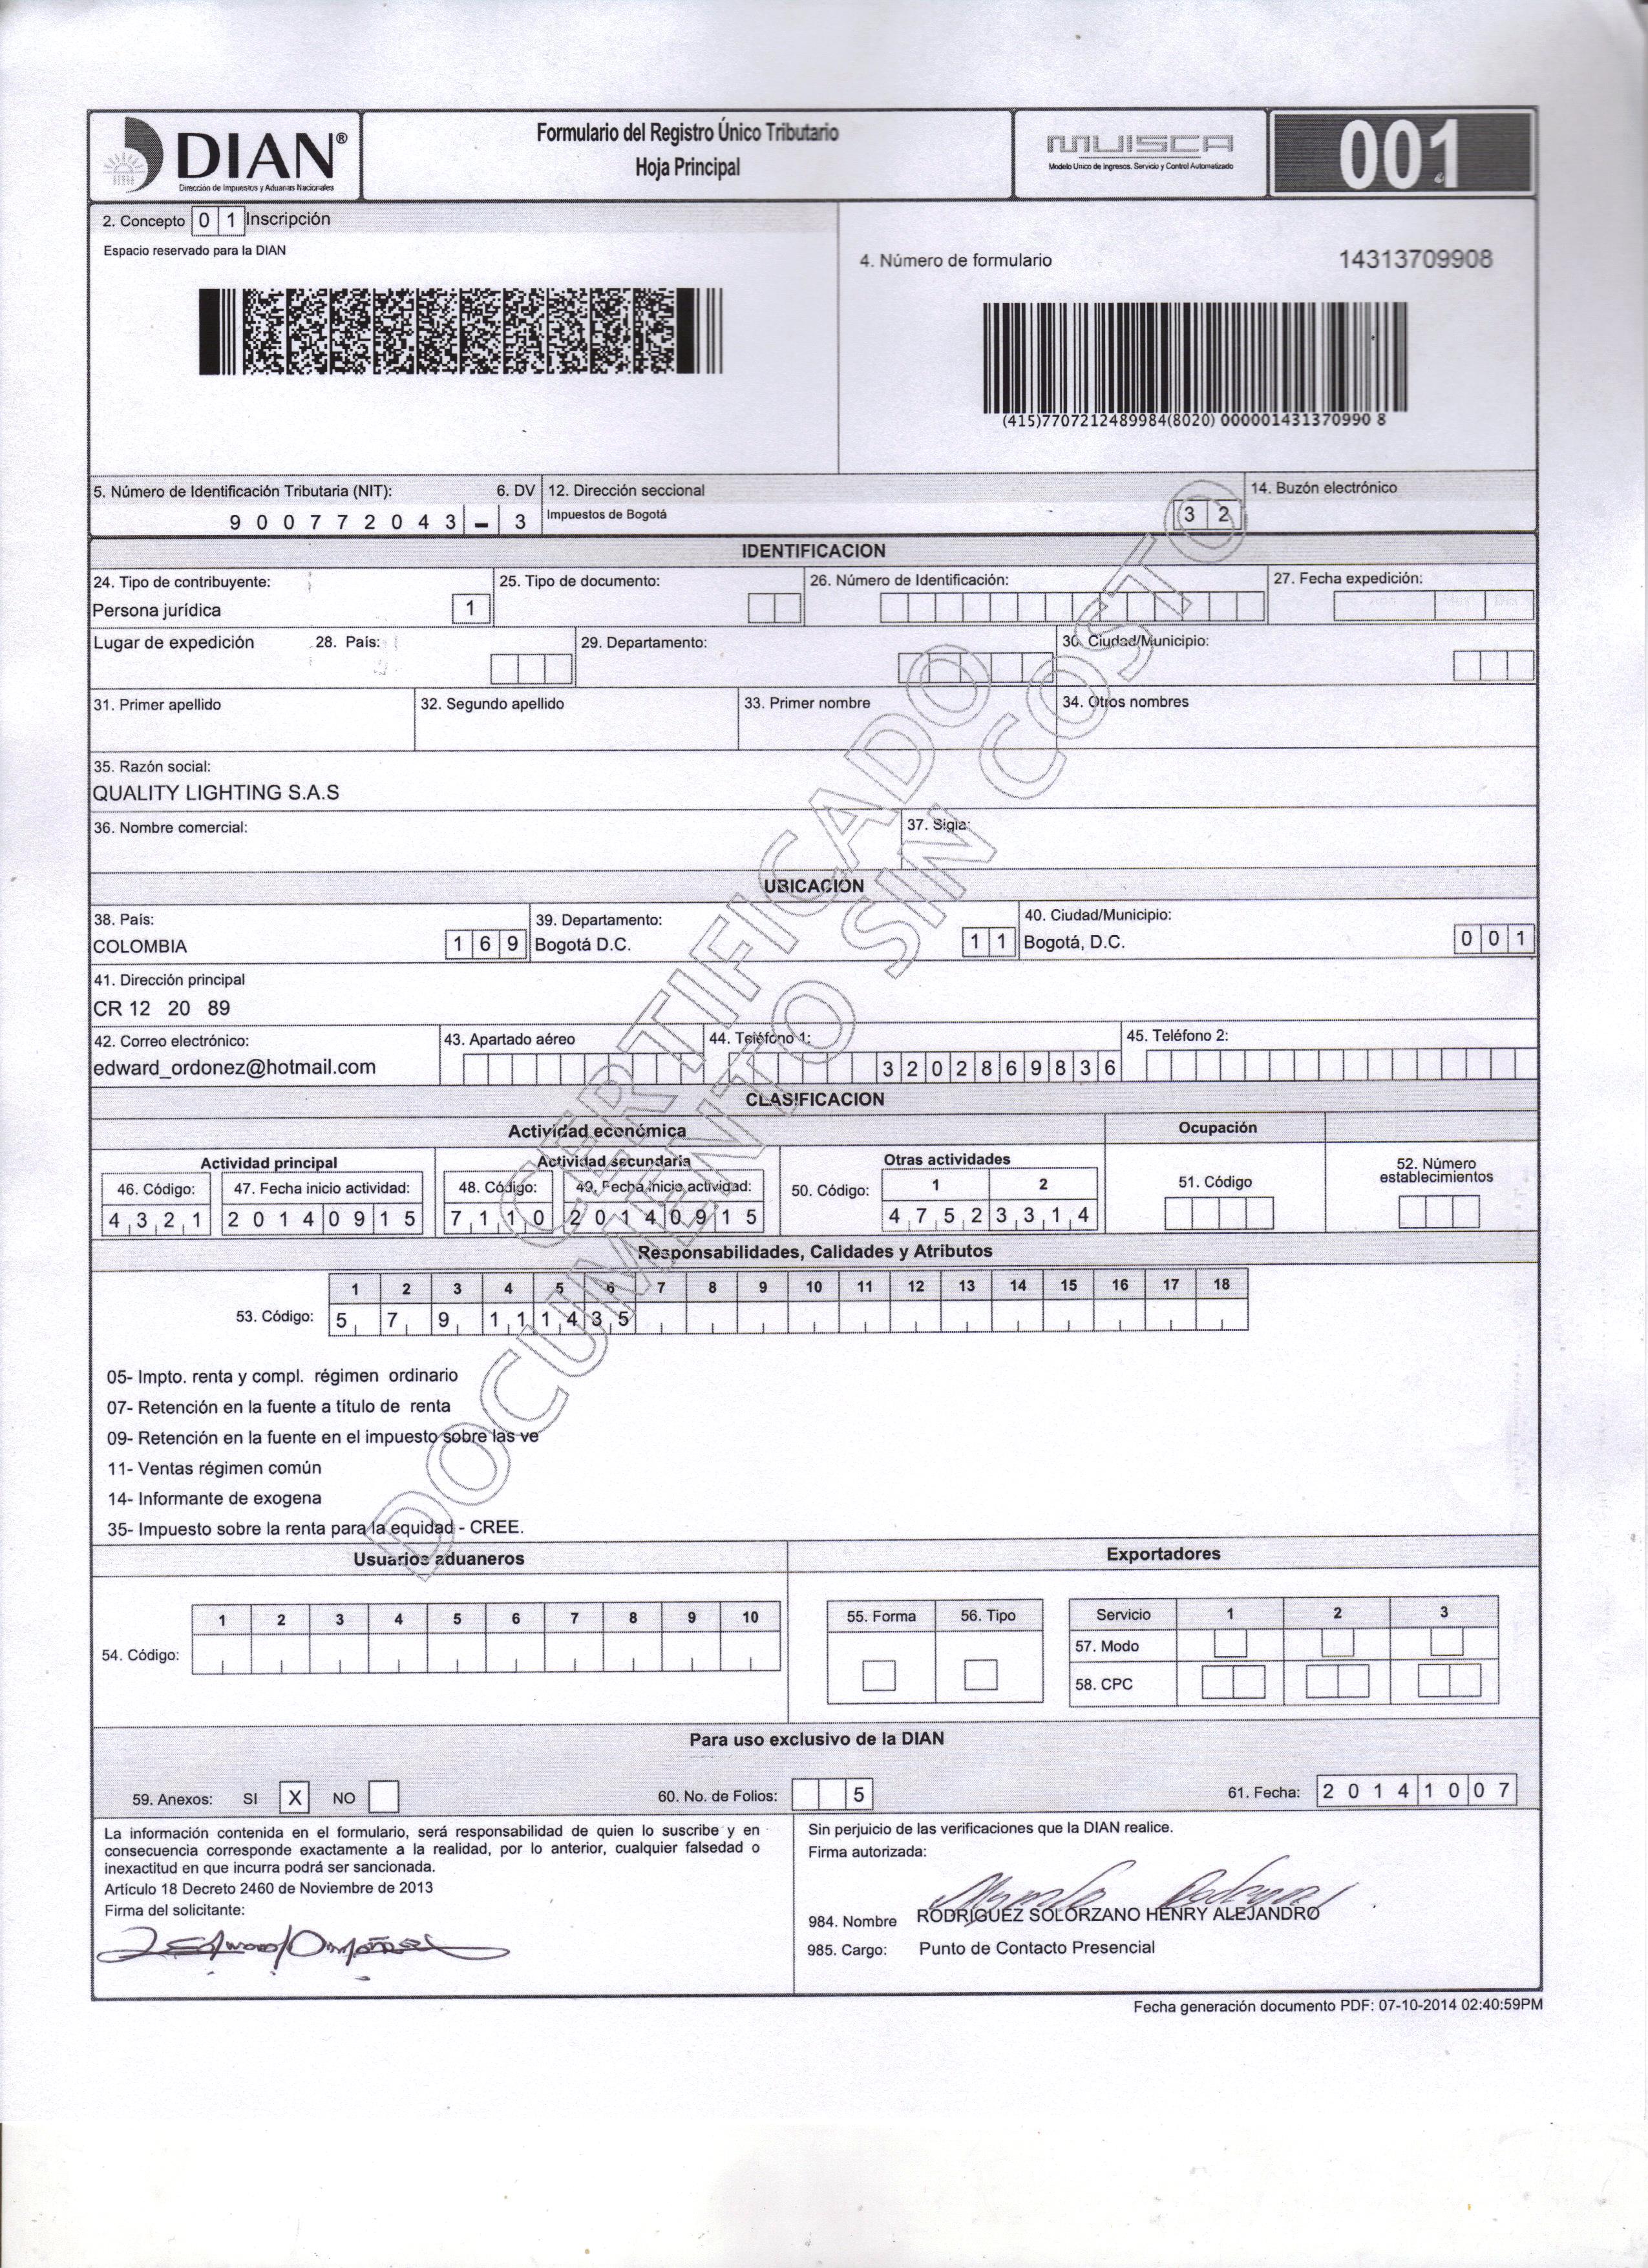 DIAN®
Dirección de Impuestos y Aduanas Nacionales
Formulario del Registro Único Tributario
Hoja Principal
MUISCA
Modelo Unico de Ingresos, Servicio y Control Automatizado
001
2. Concepto 0 1 Inscripción
Espacio reservado para la DIAN
4. Número de formulario 14313709908
(415)7707212489984(8020) 000001431370990 8
5. Número de Identificación Tributaria (NIT): 6. DV 12. Dirección seccional 14. Buzón electrónico
9 0 0 7 7 2 0 4 3 - 3 Impuestos de Bogotá 3 2
IDENTIFICACION
24. Tipo de contribuyente: 25. Tipo de documento: 26. Número de Identificación: 27. Fecha expedición:
Persona jurídica 1
Lugar de expedición 28. País: 29. Departamento: 30. Ciudad/Municipio:
31. Primer apellido 32. Segundo apellido 33. Primer nombre 34. Otros nombres
35. Razón social:
QUALITY LIGHTING S.A.S
36. Nombre comercial: 37. Sigla:
UBICACION
38. País: 39. Departamento: 40. Ciudad/Municipio:
COLOMBIA 1 6 9 Bogotá D.C. 1 1 Bogotá, D.C. 0 0 1
41. Dirección principal
CR 12 20 89
42. Correo electrónico: 43. Apartado aéreo 44. Teléfono 1: 45. Teléfono 2:
edward_ordonez@hotmail.com 3 2 0 2 8 6 9 8 3 6
CLASIFICACION
Actividad económica Ocupación
Actividad principal Actividad secundaria Otras actividades 52. Número establecimientos
46. Código: 47. Fecha inicio actividad: 48. Código: 49. Fecha inicio actividad: 50. Código: 1 2 51. Código
4 3 2 1 2 0 1 4 0 9 1 5 7 1 1 0 2 0 1 4 0 9 1 5 4 7 5 2 3 3 1 4
Responsabilidades, Calidades y Atributos
1 2 3 4 5 6 7 8 9 10 11 12 13 14 15 16 17 18
53. Código: 5 7 9 1 1 1 4 3 5
05- Impto. renta y compl. régimen ordinario
07- Retención en la fuente a título de renta
09- Retención en la fuente en el impuesto sobre las ve
11- Ventas régimen común
14- Informante de exogena
35- Impuesto sobre la renta para la equidad - CREE.
CERTIFICADO
DOCUMENTO SIN COSTO
Usuarios aduaneros Exportadores
1 2 3 4 5 6 7 8 9 10 55. Forma 56. Tipo Servicio 1 2 3
54. Código: 57. Modo
58. CPC
Para uso exclusivo de la DIAN
59. Anexos: SI X NO 60. No. de Folios: 5 61. Fecha: 2 0 1 4 1 0 0 7
La información contenida en el formulario, será responsabilidad de quien lo suscribe y en
consecuencia corresponde exactamente a la realidad, por lo anterior, cualquier falsedad o
inexactitud en que incurra podrá ser sancionada.
Articulo 18 Decreto 2460 de Noviembre de 2013
Firma del solicitante:
Sin perjuicio de las verificaciones que la DIAN realice.
Firma autorizada:
984. Nombre RODRIGUEZ SOLORZANO HENRY ALEJANDRO
985. Cargo: Punto de Contacto Presencial
Fecha generación documento PDF: 07-10-2014 02:40:59PM